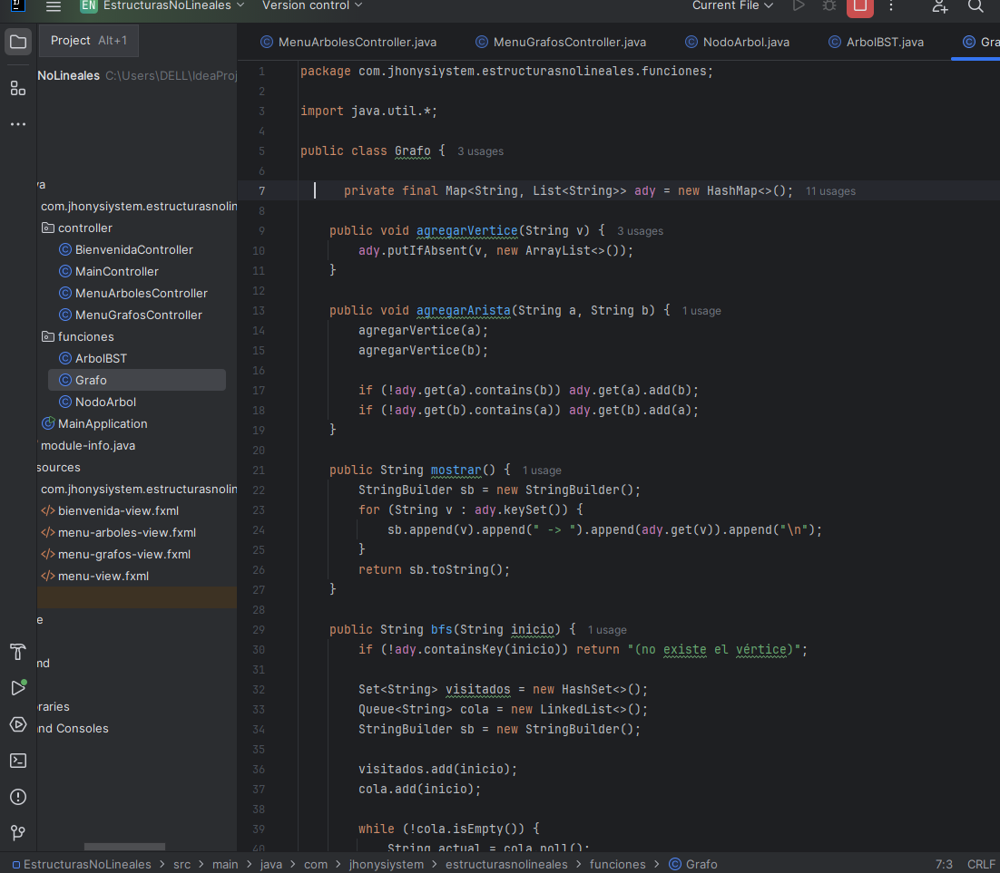 EN EstructurasNoLineales Version control Current File
Project Alt+1
MenuArbolesController.java MenuGrafosController.java NodoArbol.java ArbolBST.java Gra
NoLineales C:\Users\DELL\IdeaProj
va
com.jhonysiystem.estructurasnolin
controller
BienvenidaController
MainController
MenuArbolesController
MenuGrafosController
funciones
ArbolBST
Grafo
NodoArbol
MainApplication
module-info.java
sources
com.jhonysiystem.estructurasnolin
bienvenida-view.fxml
menu-arboles-view.fxml
menu-grafos-view.fxml
menu-view.fxml
e
md
raries
nd Consoles
1 package com.jhonysiystem.estructurasnolineales.funciones;
2
3 import java.util.*;
4
5 public class Grafo { 3 usages
6
7 private final Map<String, List<String>> ady = new HashMap<>(); 11 usages
8
9 public void agregarVertice(String v) { 3 usages
10 ady.putIfAbsent(v, new ArrayList<>());
11 }
12
13 public void agregarArista(String a, String b) { 1 usage
14 agregarVertice(a);
15 agregarVertice(b);
16
17 if (!ady.get(a).contains(b)) ady.get(a).add(b);
18 if (!ady.get(b).contains(a)) ady.get(b).add(a);
19 }
20
21 public String mostrar() { 1 usage
22 StringBuilder sb = new StringBuilder();
23 for (String v : ady.keySet()) {
24 sb.append(v).append(" -> ").append(ady.get(v)).append("\n");
25 }
26 return sb.toString();
27 }
28
29 public String bfs(String inicio) { 1 usage
30 if (!ady.containsKey(inicio)) return "(no existe el vértice)";
31
32 Set<String> visitados = new HashSet<>();
33 Queue<String> cola = new LinkedList<>();
34 StringBuilder sb = new StringBuilder();
35
36 visitados.add(inicio);
37 cola.add(inicio);
38
39 while (!cola.isEmpty()) {
40 String actual = cola.poll();
EstructurasNoLineales > src > main > java > com > jhonysiystem > estructurasnolineales > funciones > Grafo 7:3 CRLF